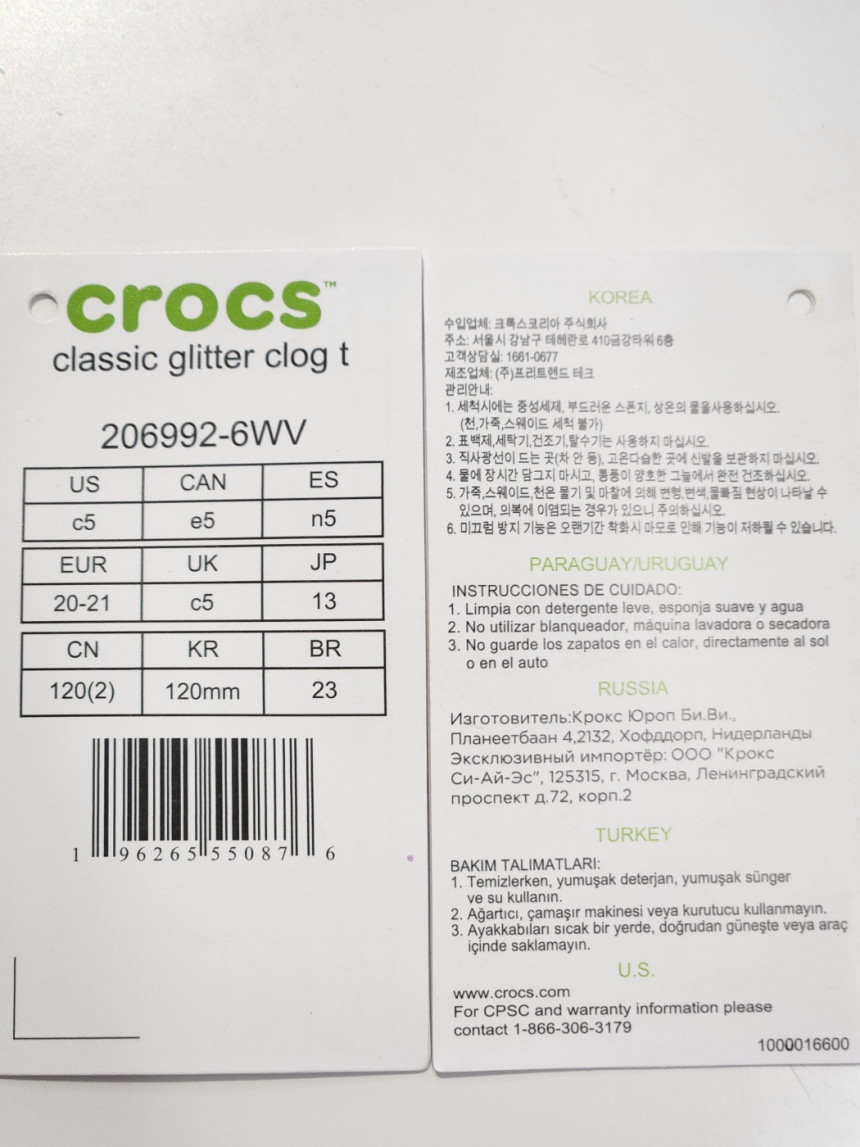 crocs™
classic glitter clog t
206992-6WV
US CAN ES
c5 e5 n5
EUR UK JP
20-21 c5 13
CN KR BR
120(2) 120mm 23
1 96265 55087 6
KOREA
수입업체: 크록스코리아 주식회사
주소: 서울시 강남구 테헤란로 410금강타워 6층
고객상담실: 1661-0677
제조업체: (주)프리트렌드 테크
관리안내:
1. 세척시에는 중성세제, 부드러운 스폰지, 상온의 물을사용하십시오.
(천,가죽,스웨이드 세척 불가)
2. 표백제,세탁기,건조기,탈수기는 사용하지 마십시오.
3. 직사광선이 드는 곳(차 안 등), 고온다습한 곳에 신발을 보관하지 마십시오.
4. 물에 장시간 담그지 마시고, 통풍이 양호한 그늘에서 완전 건조하십시오.
5. 가죽,스웨이드,천은 물기 및 마찰에 의해 변형,변색,물빠짐 현상이 나타날 수
있으며, 의복에 이염되는 경우가 있으니 주의하십시오.
6. 미끄럼 방지 기능은 오랜기간 착화시 마모로 인해 기능이 저하될 수 있습니다.
PARAGUAY/URUGUAY
INSTRUCCIONES DE CUIDADO:
1. Limpia con detergente leve, esponja suave y agua
2. No utilizar blanqueador, máquina lavadora o secadora
3. No guarde los zapatos en el calor, directamente al sol
o en el auto
RUSSIA
Изготовитель:Крокс Юроп Би.Ви.,
Планеетбаан 4,2132, Хофддорп, Нидерланды
Эксклюзивный импортёр: ООО "Крокс
Си-Ай-Эс", 125315, г. Москва, Ленинградский
проспект д.72, корп.2
TURKEY
BAKIM TALIMATLARI:
1. Temizlerken, yumuşak deterjan, yumuşak sünger
ve su kullanın.
2. Ağartıcı, çamaşır makinesi veya kurutucu kullanmayın.
3. Ayakkabıları sıcak bir yerde, doğrudan güneşte veya araç
içinde saklamayın.
U.S.
www.crocs.com
For CPSC and warranty information please
contact 1-866-306-3179
1000016600